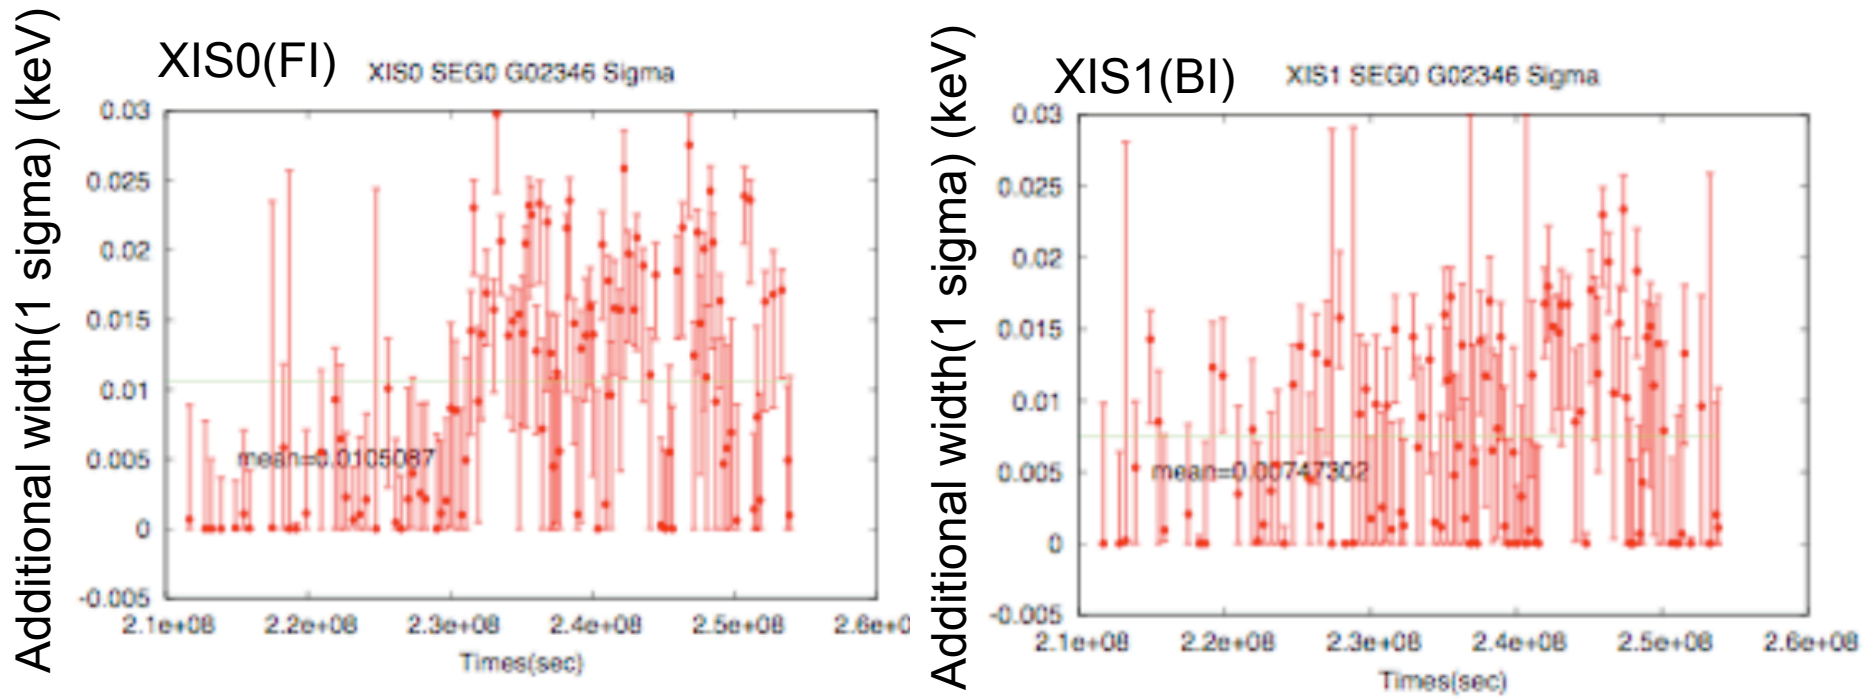 Additional width(1 sigma) (keV)
XIS0(FI)
XIS0 SEG0 G02346 Sigma
0.03
0.025
0.02
0.015
0.01
0.005
0
-0.005
mean=0.0105087
2.1e+08 2.2e+08 2.3e+08 2.4e+08 2.5e+08 2.6e+0
Times(sec)
Additional width(1 sigma) (keV)
XIS1(BI)
XIS1 SEG0 G02346 Sigma
0.03
0.025
0.02
0.015
0.01
0.005
0
-0.005
mean=0.00747302
2.1e+08 2.2e+08 2.3e+08 2.4e+08 2.5e+08 2.6e+08
Times(sec)